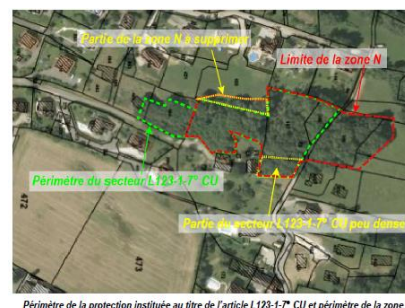 Partie de la zone N à supprimer
Limite de la zone N
Périmètre du secteur L123-1-7° CU
Partie du secteur L123-1-7° CU peu dense
472
473
Périmètre de la protection instituée au titre de l'article L123-1-7° CU et périmètre de la zone